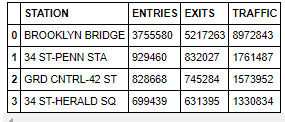 STATION ENTRIES EXITS TRAFFIC
0 BROOKLYN BRIDGE 3755580 5217263 8972843
1 34 ST-PENN STA 929460 832027 1761487
2 GRD CNTRL-42 ST 828668 745284 1573952
3 34 ST-HERALD SQ 699439 631395 1330834